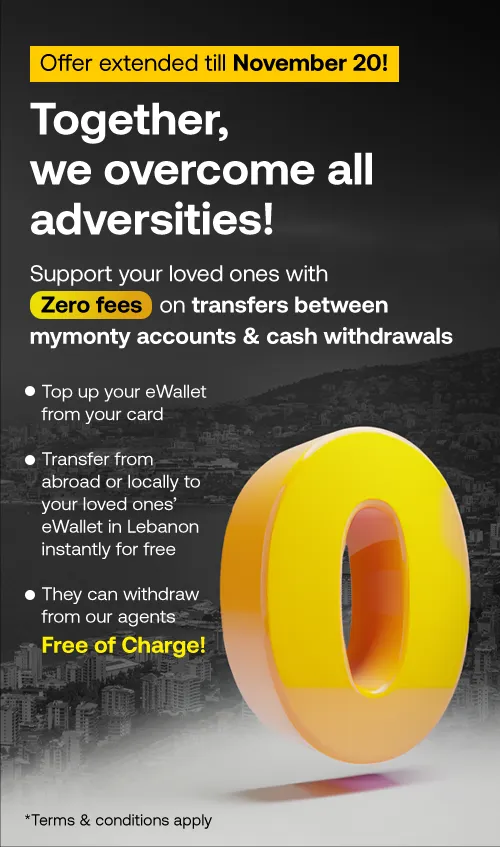 Offer extended till November 20!
Together,
we overcome all
adversities!
Support your loved ones with
Zero fees on transfers between
mymonty accounts & cash withdrawals
Top up your eWallet
from your card
Transfer from
abroad or locally to
your loved ones’
eWallet in Lebanon
instantly for free
They can withdraw
from our agents
Free of Charge!
0
*Terms & conditions apply